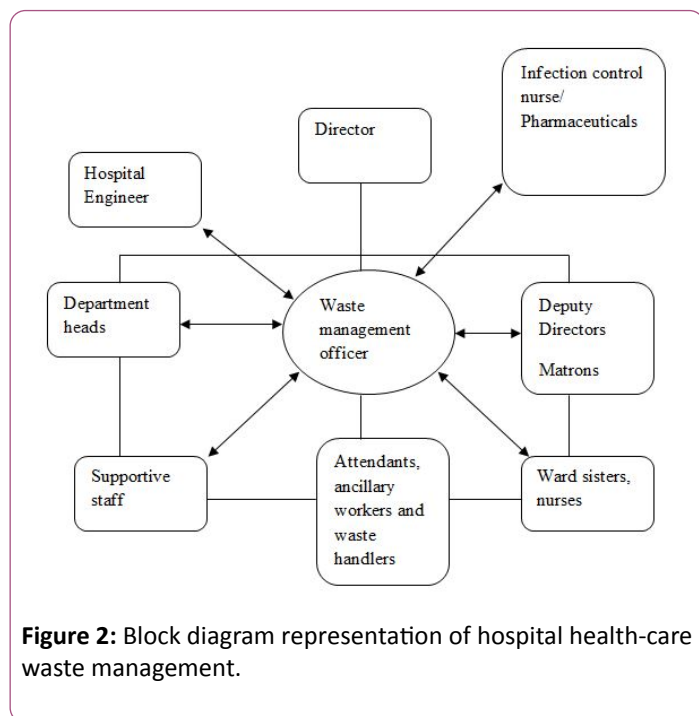 Infection control
nurse/
Pharmaceuticals
Director
Hospital
Engineer
Department
heads
Waste
management
officer
Deputy
Directors
Matrons
Supportive
staff
Attendants,
ancillary
workers and
waste
handlers
Ward sisters,
nurses
Figure 2: Block diagram representation of hospital health-care
waste management.